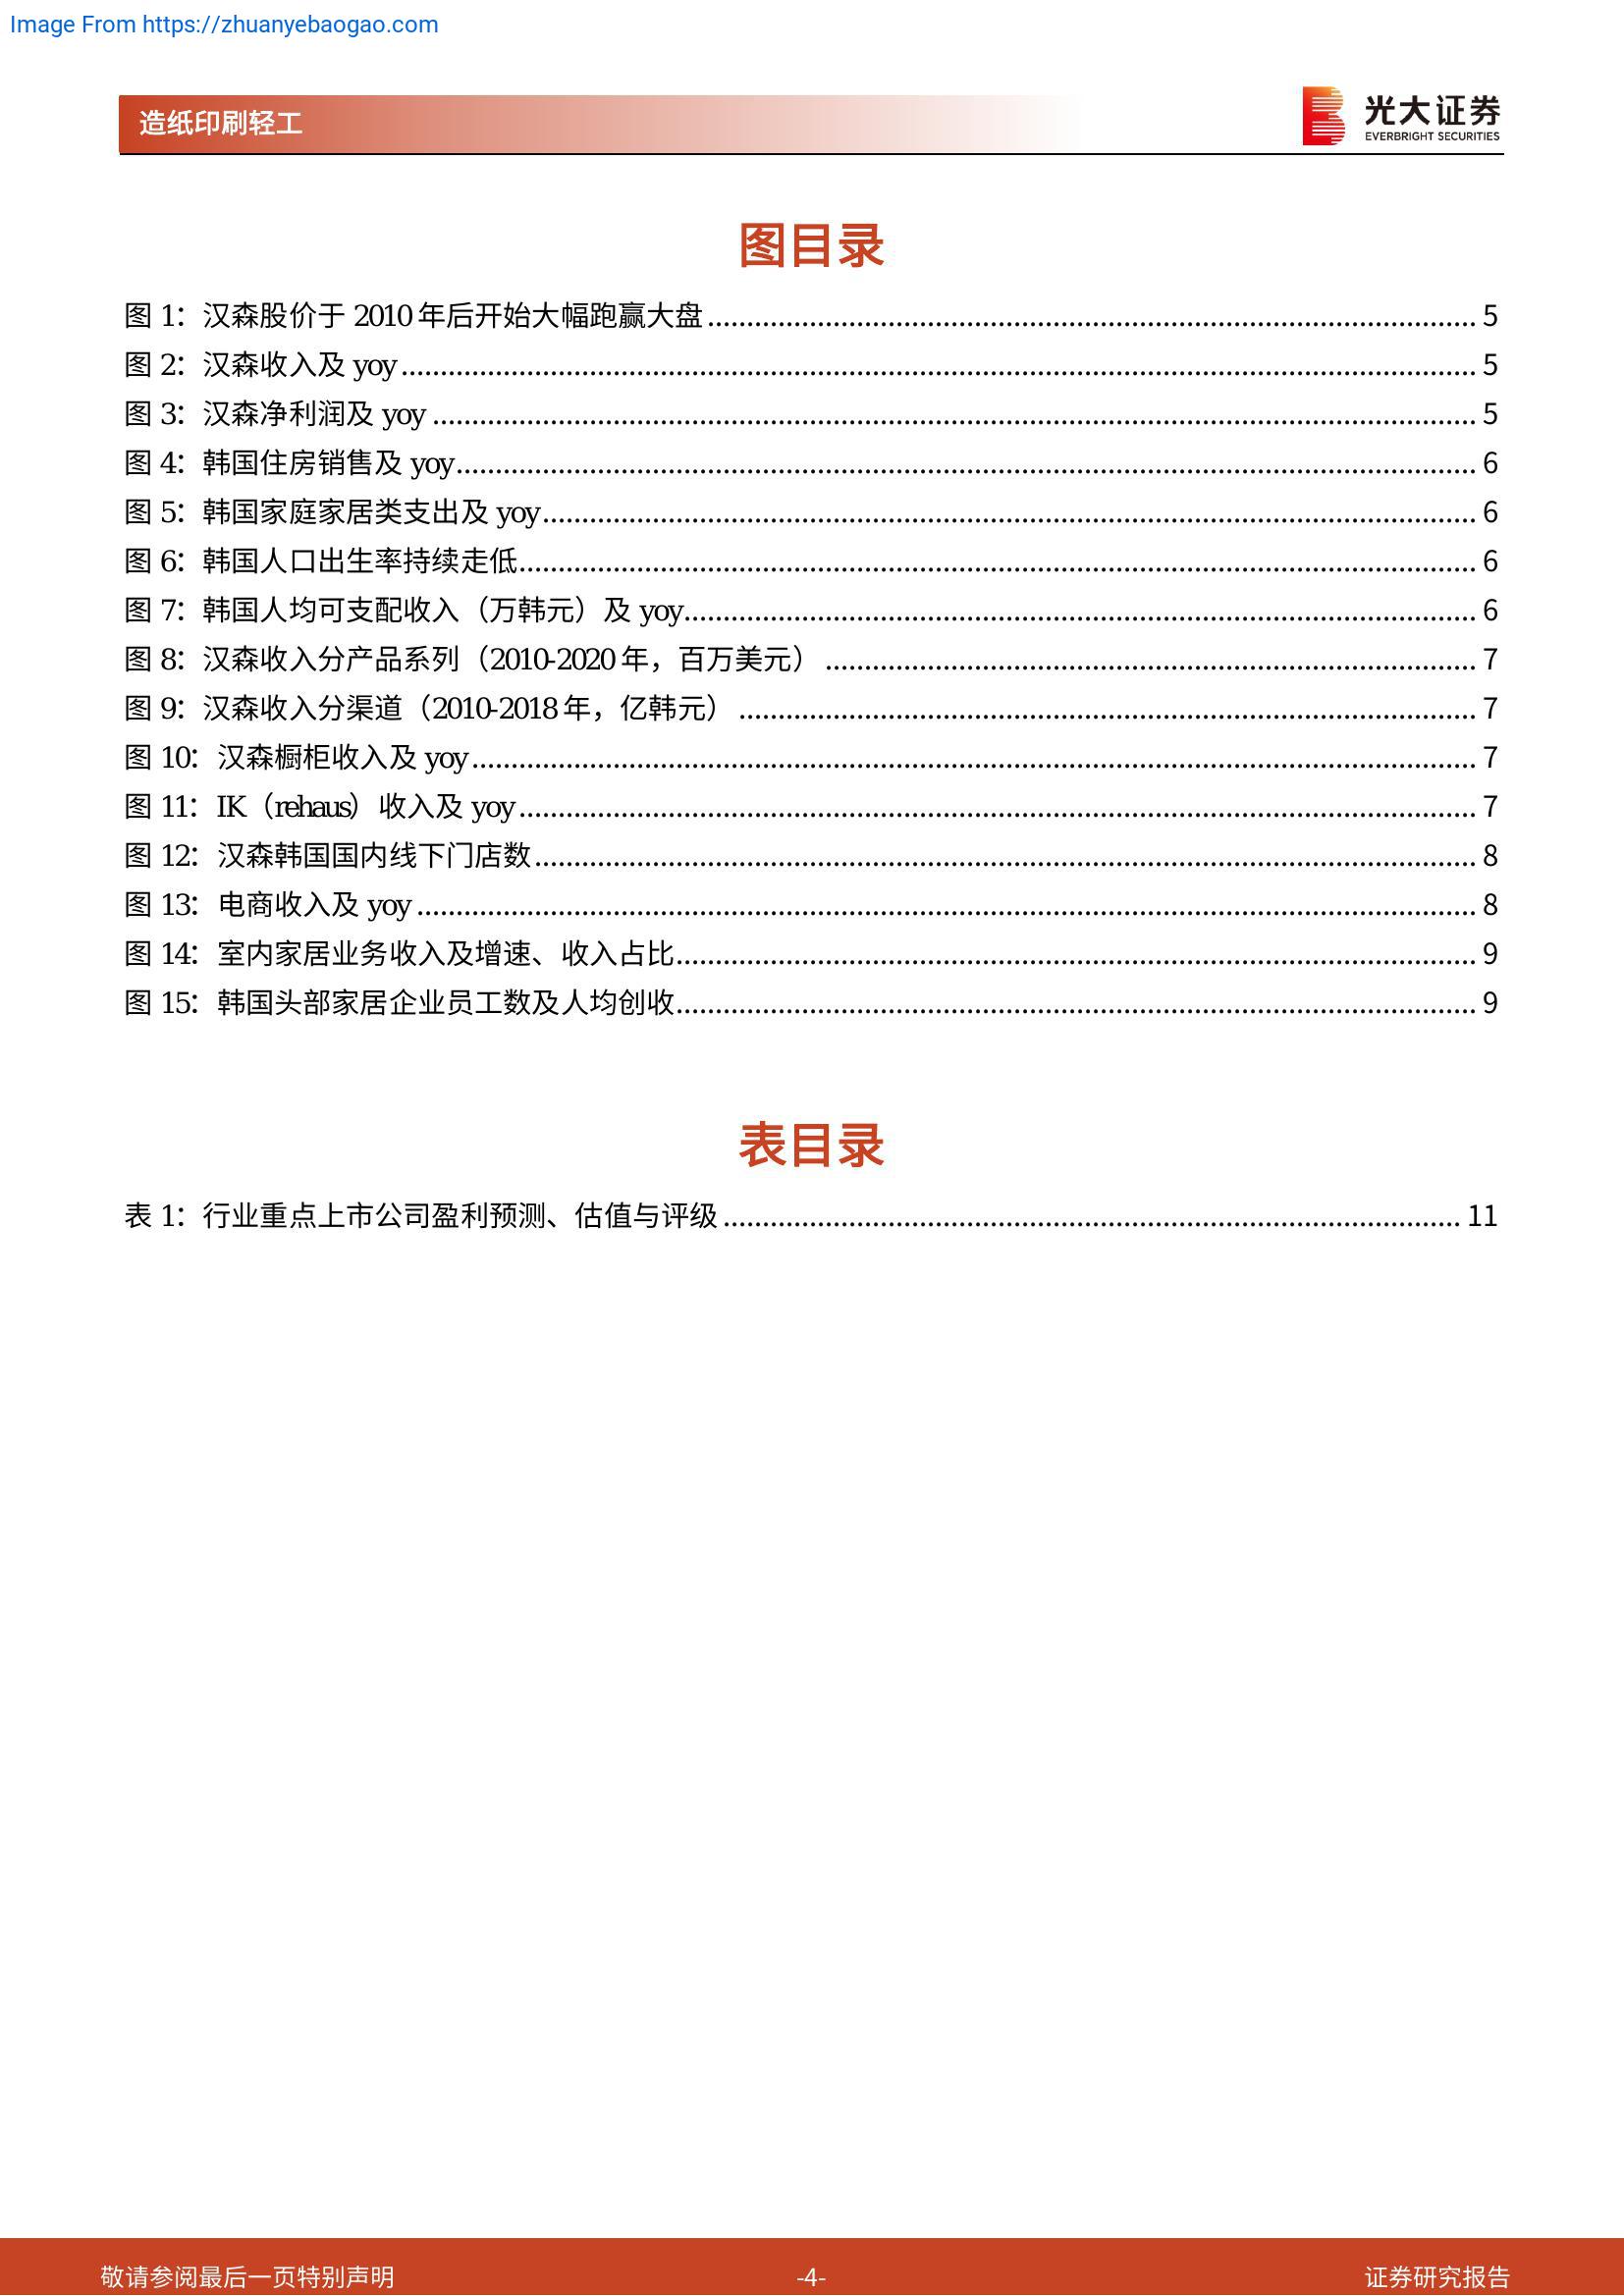 Image From https://zhuanyebaogao.com
造纸印刷轻工
光大证券
EVERBRIGHT SECURITIES
图目录
图 1：汉森股价于 2010 年后开始大幅跑赢大盘 5
图 2：汉森收入及 yoy 5
图 3：汉森净利润及 yoy 5
图 4：韩国住房销售及 yoy 6
图 5：韩国家庭家居类支出及 yoy 6
图 6：韩国人口出生率持续走低 6
图 7：韩国人均可支配收入（万韩元）及 yoy 6
图 8：汉森收入分产品系列（2010-2020 年，百万美元） 7
图 9：汉森收入分渠道（2010-2018 年，亿韩元） 7
图 10：汉森橱柜收入及 yoy 7
图 11：IK（rehaus）收入及 yoy 7
图 12：汉森韩国国内线下门店数 8
图 13：电商收入及 yoy 8
图 14：室内家居业务收入及增速、收入占比 9
图 15：韩国头部家居企业员工数及人均创收 9
表目录
表 1：行业重点上市公司盈利预测、估值与评级 11
敬请参阅最后一页特别声明
-4-
证券研究报告